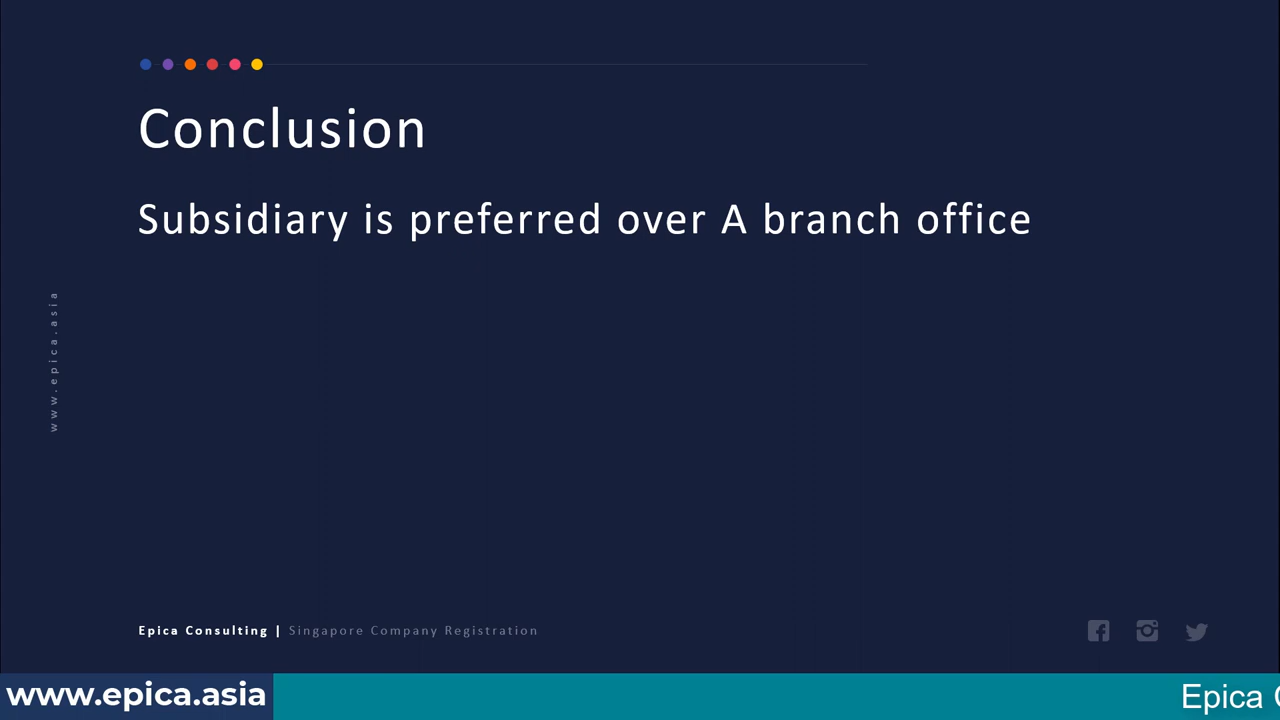 Conclusion
Subsidiary is preferred over A branch office
www.epica.asia
Epica Consulting | Singapore Company Registration
www.epica.asia
Epica